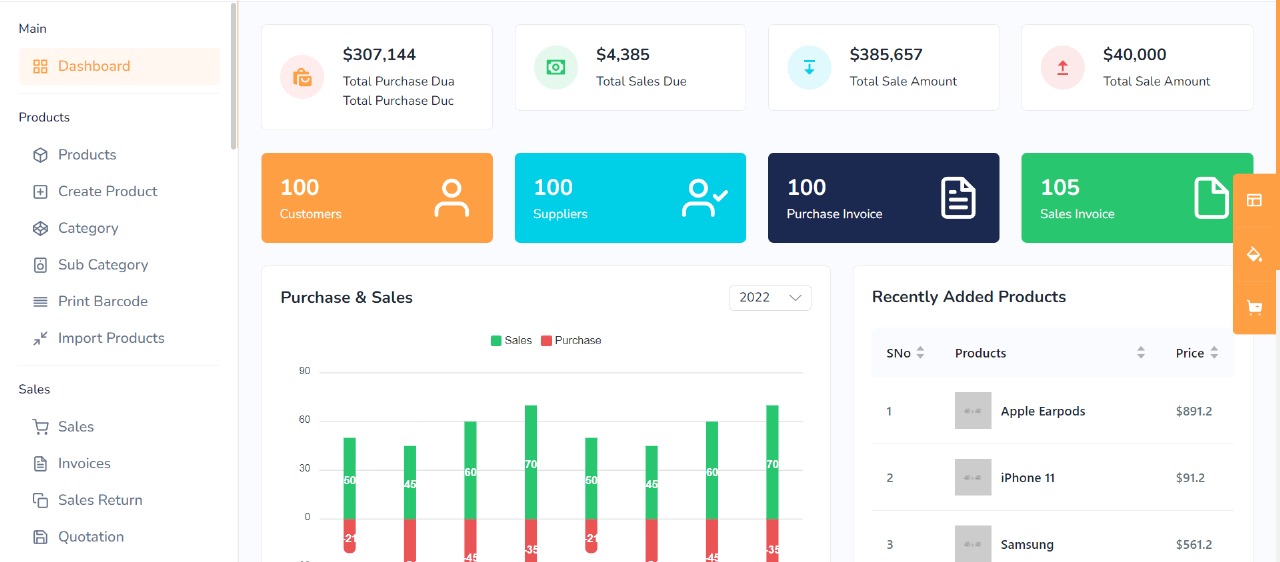 Main
Dashboard
Products
Products
Create Product
Category
Sub Category
Print Barcode
Import Products
Sales
Sales
Invoices
Sales Return
Quotation
$307,144
Total Purchase Dua
Total Purchase Duc
$4,385
Total Sales Due
$385,657
Total Sale Amount
$40,000
Total Sale Amount
100
Customers
100
Suppliers
100
Purchase Invoice
105
Sales Invoice
Purchase & Sales
2022
Sales Purchase
90
60
30
0
50 45 60 70 50 45 60 70
-21 -45 -35 -21 -45 -35
Recently Added Products
SNo Products Price
1 Apple Earpods $891.2
2 iPhone 11 $91.2
3 Samsung $561.2